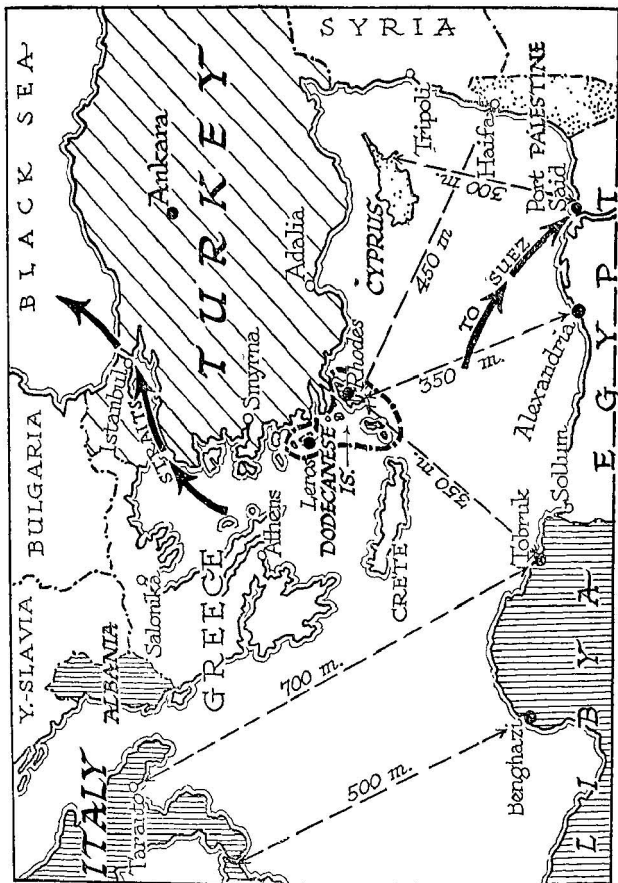 BLACK SEA
SYRIA
TURKEY
Ankara
BULGARIA
Istanbul
STRAITS
Y.-SLAVIA
ALBANIA
ITALY
Taranto
Salonika
GREECE
Athens
Smyrna
Adalia
Leros
Rhodes
DODECANESE
Is.
CRETE
CYPRUS
Tripoli
Haifa
PALESTINE
Port
Said
300 m.
450 m
TO SUEZ
350 m.
350 m.
700 m.
500 m.
Alexandria
Sollum
Tobruk
Benghazi
EGYPT
LIBYA